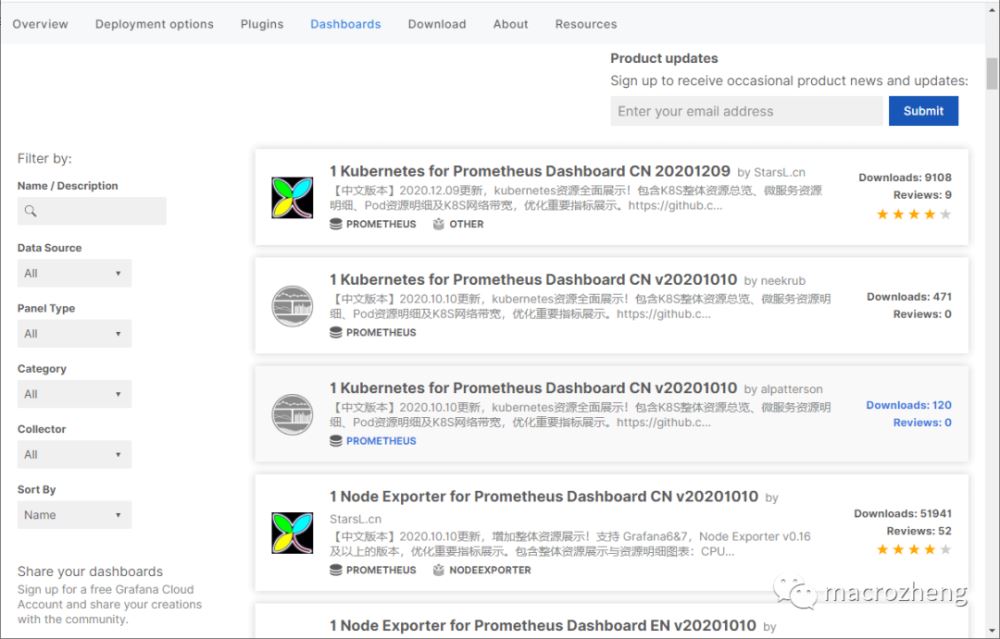 Overview Deployment options Plugins Dashboards Download About Resources
Product updates
Sign up to receive occasional product news and updates:
Enter your email address Submit
Filter by:
Name / Description
Data Source
All
Panel Type
All
Category
All
Collector
All
Sort By
Name
Share your dashboards
Sign up for a free Grafana Cloud
Account and share your creations
with the community.
1 Kubernetes for Prometheus Dashboard CN 20201209 by StarsL.cn
【中文版本】2020.12.09更新，kubernetes资源全面展示！包含K8S整体资源总览、微服务资源
明细、Pod资源明细及K8S网络带宽，优化重要指标展示。https://github.c...
PROMETHEUS OTHER
Downloads: 9108
Reviews: 9
1 Kubernetes for Prometheus Dashboard CN v20201010 by neekrub
【中文版本】2020.10.10更新，kubernetes资源全面展示！包含K8S整体资源总览、微服务资源明
细、Pod资源明细及K8S网络带宽，优化重要指标展示。https://github.c...
PROMETHEUS
Downloads: 471
Reviews: 0
1 Kubernetes for Prometheus Dashboard CN v20201010 by alpatterson
【中文版本】2020.10.10更新，kubernetes资源全面展示！包含K8S整体资源总览、微服务资源明
细、Pod资源明细及K8S网络带宽，优化重要指标展示。https://github.c...
PROMETHEUS
Downloads: 120
Reviews: 0
1 Node Exporter for Prometheus Dashboard CN v20201010 by
StarsL.cn
【中文版本】2020.10.10更新，增加整体资源展示！支持 Grafana6&7，Node Exporter v0.16
及以上的版本，优化重要指标展示。包含整体资源展示与资源明细图表：CPU...
PROMETHEUS NODEEXPORTER
Downloads: 51941
Reviews: 52
1 Node Exporter for Prometheus Dashboard EN v20201010 by
macrozheng